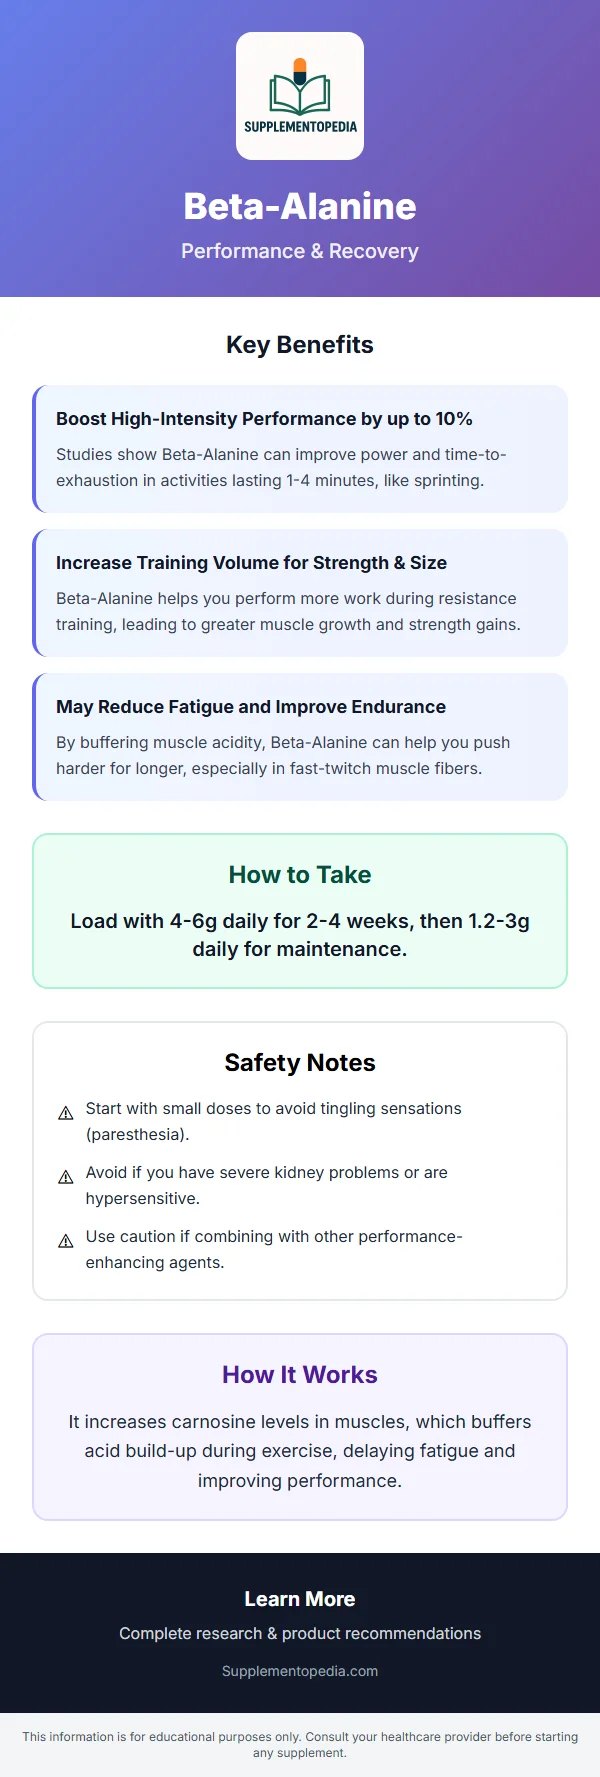 SUPPLEMENTOPEDIA
Beta-Alanine
Performance & Recovery
Key Benefits
Boost High-Intensity Performance by up to 10%
Studies show Beta-Alanine can improve power and time-to-
exhaustion in activities lasting 1-4 minutes, like sprinting.
Increase Training Volume for Strength & Size
Beta-Alanine helps you perform more work during resistance
training, leading to greater muscle growth and strength gains.
May Reduce Fatigue and Improve Endurance
By buffering muscle acidity, Beta-Alanine can help you push
harder for longer, especially in fast-twitch muscle fibers.
How to Take
Load with 4-6g daily for 2-4 weeks, then 1.2-3g
daily for maintenance.
Safety Notes
⚠ Start with small doses to avoid tingling sensations
(paresthesia).
⚠ Avoid if you have severe kidney problems or are
hypersensitive.
⚠ Use caution if combining with other performance-
enhancing agents.
How It Works
It increases carnosine levels in muscles, which buffers
acid build-up during exercise, delaying fatigue and
improving performance.
Learn More
Complete research & product recommendations
Supplementopedia.com
This information is for educational purposes only. Consult your healthcare provider before starting
any supplement.